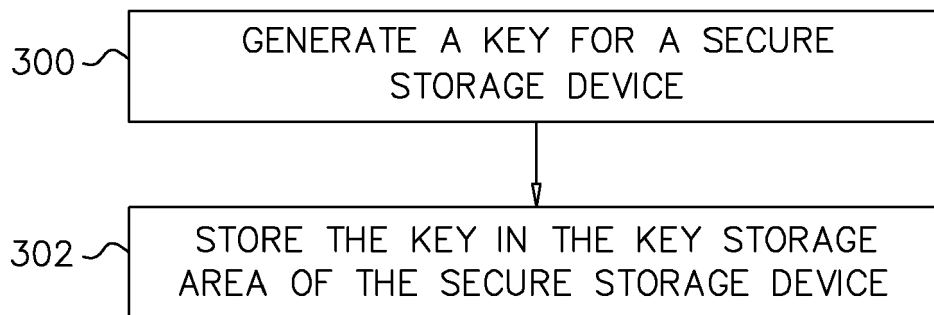 300
GENERATE A KEY FOR A SECURE
STORAGE DEVICE
302
STORE THE KEY IN THE KEY STORAGE
AREA OF THE SECURE STORAGE DEVICE